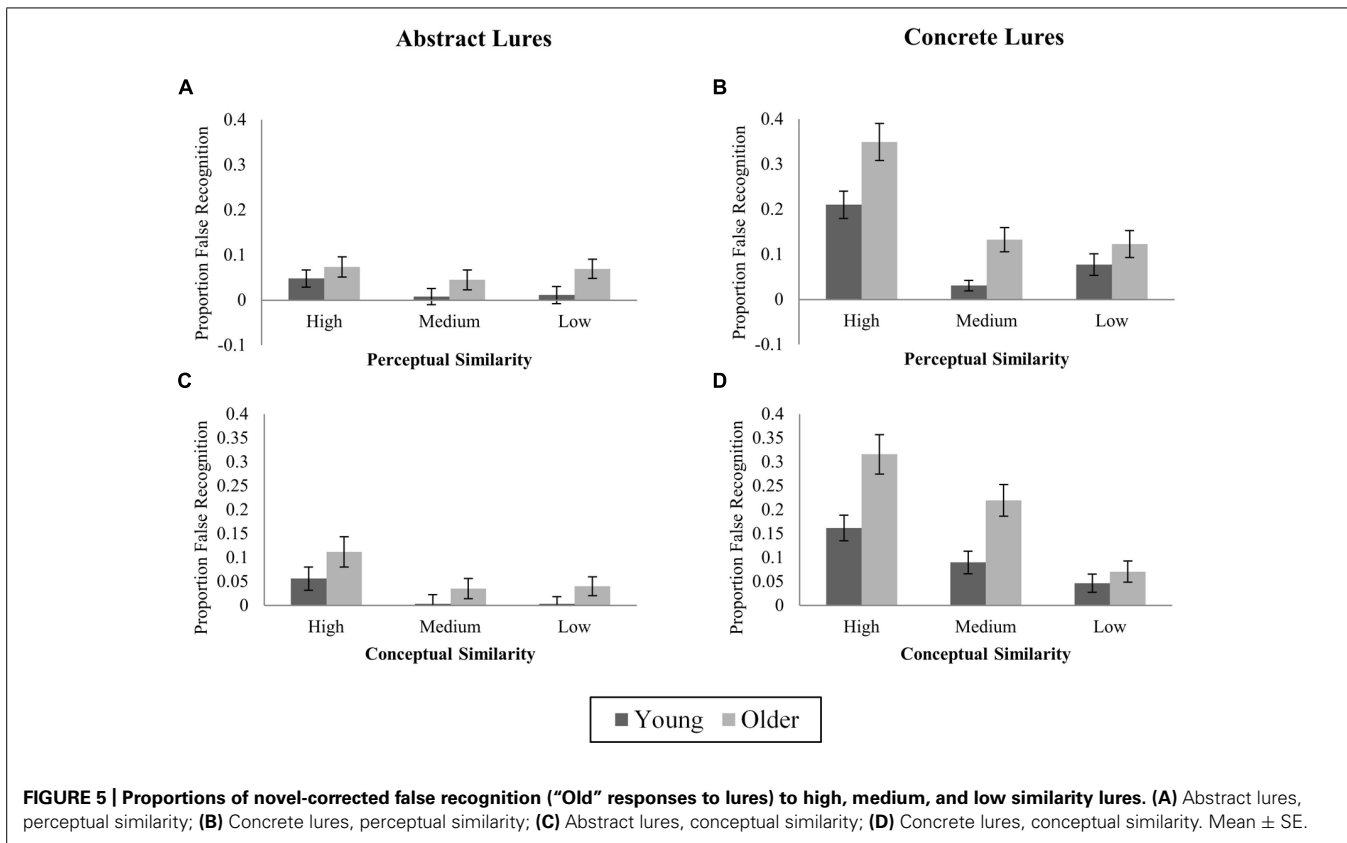 Abstract Lures
Concrete Lures
A
Proportion False Recognition
0.4
0.3
0.2
0.1
0
-0.1
High Medium Low
Perceptual Similarity
B
Proportion False Recognition
0.4
0.3
0.2
0.1
0
-0.1
High Medium Low
Perceptual Similarity
C
Proportion False Recognition
0.4
0.35
0.3
0.25
0.2
0.15
0.1
0.05
0
High Medium Low
Conceptual Similarity
D
Proportion False Recognition
0.4
0.35
0.3
0.25
0.2
0.15
0.1
0.05
0
High Medium Low
Conceptual Similarity
Young Older
FIGURE 5 | Proportions of novel-corrected false recognition (“Old” responses to lures) to high, medium, and low similarity lures. (A) Abstract lures,
perceptual similarity; (B) Concrete lures, perceptual similarity; (C) Abstract lures, conceptual similarity; (D) Concrete lures, conceptual similarity. Mean ± SE.